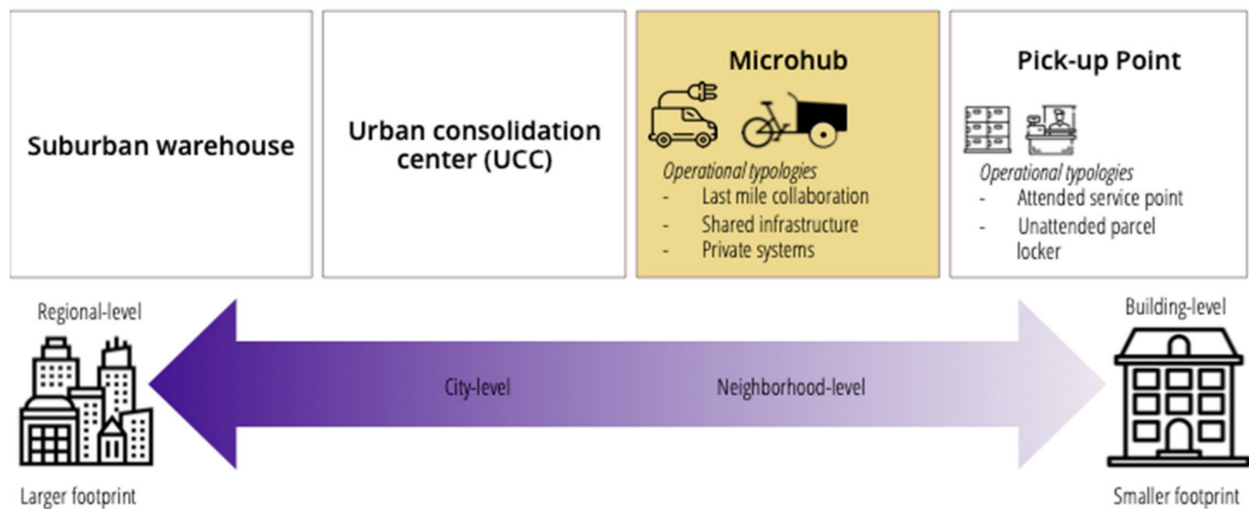 Suburban warehouse
Urban consolidation
center (UCC)
Microhub
Operational typologies
- Last mile collaboration
- Shared infrastructure
- Private systems
Pick-up Point
Operational typologies
- Attended service point
- Unattended parcel
locker
Regional-level
City-level
Neighborhood-level
Building-level
Larger footprint
Smaller footprint